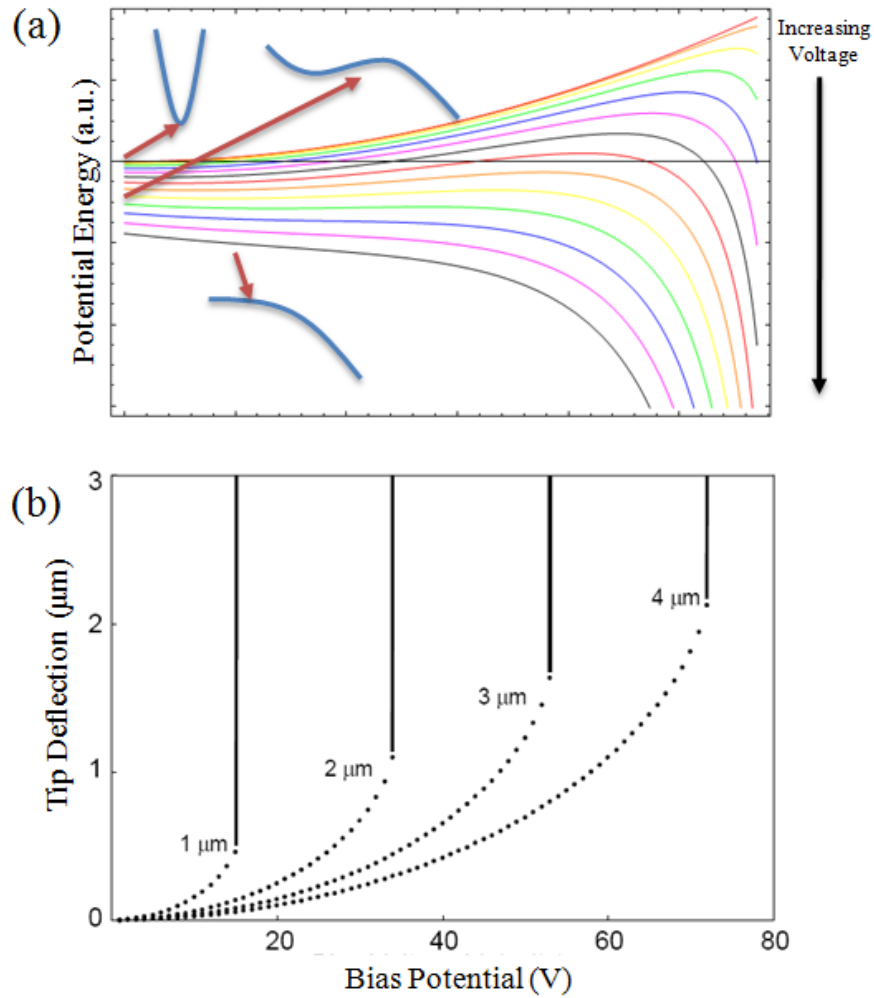 (a)
Increasing
Voltage
Potential Energy (a.u.)
(b)
Tip Deflection (μm)
3
2
1
0
1 μm
2 μm
3 μm
4 μm
20
40
60
80
Bias Potential (V)